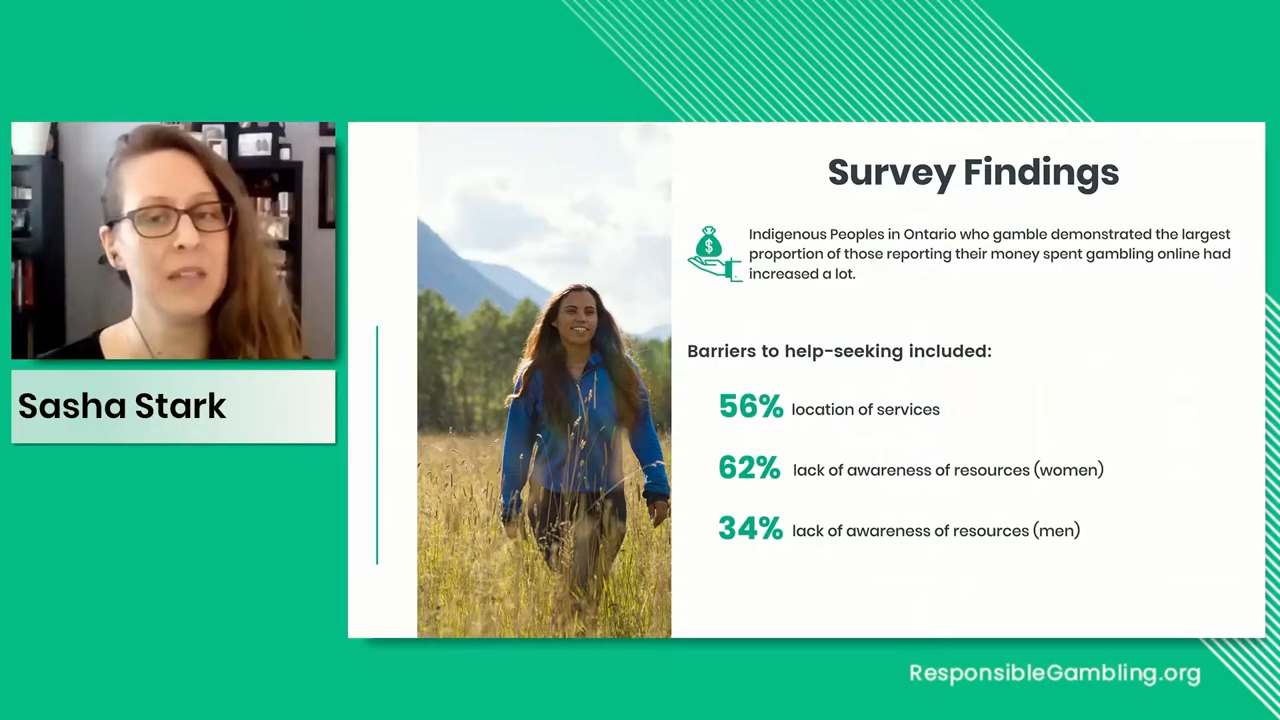 Survey Findings
$
Indigenous Peoples in Ontario who gamble demonstrated the largest
proportion of those reporting their money spent gambling online had
increased a lot.
Barriers to help-seeking included:
56% location of services
62% lack of awareness of resources (women)
34% lack of awareness of resources (men)
Sasha Stark
ResponsibleGambling.org